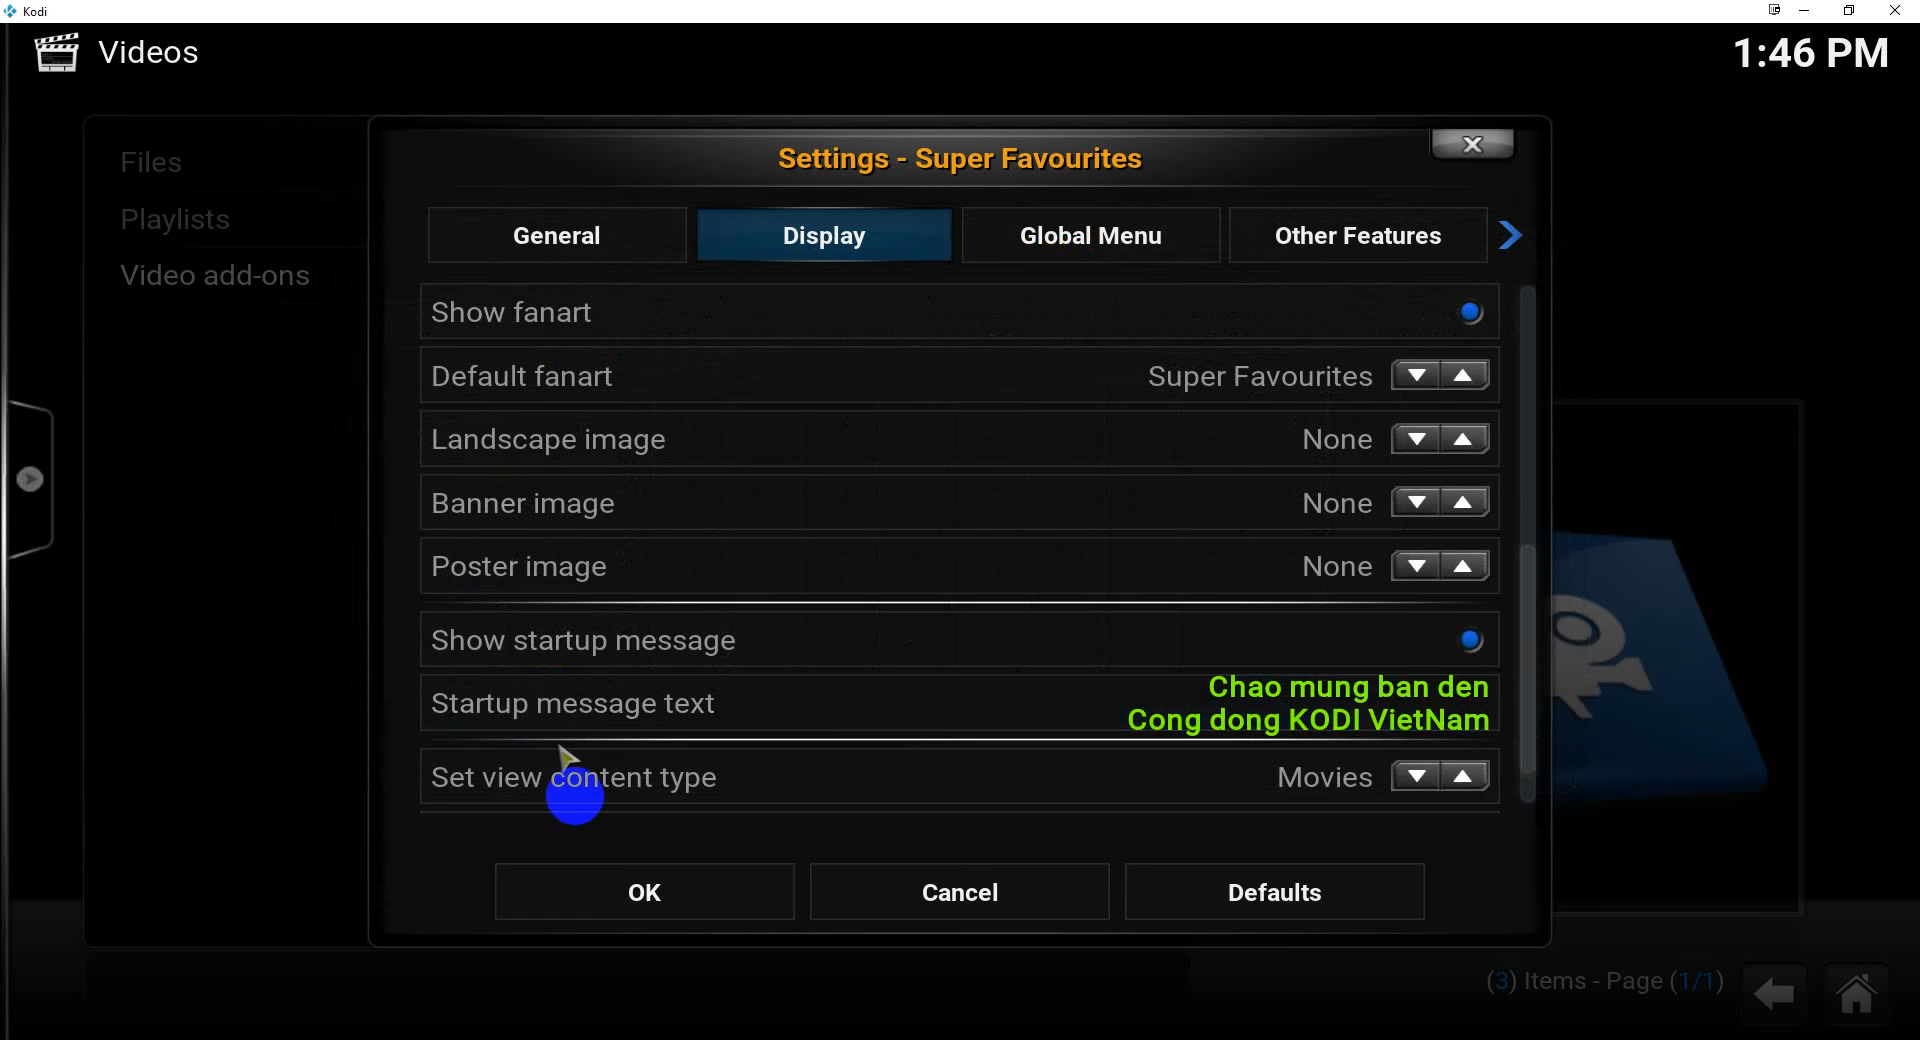 Kodi
Videos
1:46 PM
Files
Playlists
Video add-ons
Settings - Super Favourites
General
Display
Global Menu
Other Features
Show fanart
Default fanart Super Favourites
Landscape image None
Banner image None
Poster image None
Show startup message
Startup message text
Chao mung ban den
Cong dong KODI VietNam
Set view content type Movies
OK
Cancel
Defaults
(3) Items - Page (1/1)